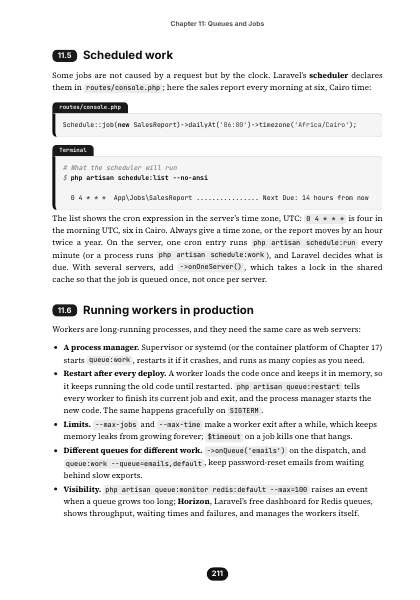 Chapter 11: Queues and Jobs
11.5 Scheduled work
Some jobs are not caused by a request but by the clock. Laravel's scheduler declares
them in routes/console.php; here the sales report every morning at six, Cairo time:
routes/console.php
Schedule::job(new SalesReport)->dailyAt('06:00')->timezone('Africa/Cairo');
Terminal
# What the scheduler will run
$ php artisan schedule:list --no-ansi
0 4 * * * App\Jobs\SalesReport ................ Next Due: 14 hours from now
The list shows the cron expression in the server's time zone, UTC: 0 4 * * * is four in
the morning UTC, six in Cairo. Always give a time zone, or the report moves by an hour
twice a year. On the server, one cron entry runs php artisan schedule:run every
minute (or a process runs php artisan schedule:work), and Laravel decides what is
due. With several servers, add ->onOneServer(), which takes a lock in the shared
cache so that the job is queued once, not once per server.
11.6 Running workers in production
Workers are long-running processes, and they need the same care as web servers:
• A process manager. Supervisor or systemd (or the container platform of Chapter 17)
starts queue:work, restarts it if it crashes, and runs as many copies as you need.
• Restart after every deploy. A worker loads the code once and keeps it in memory, so
it keeps running the old code until restarted. php artisan queue:restart tells
every worker to finish its current job and exit, and the process manager starts the
new code. The same happens gracefully on SIGTERM.
• Limits. --max-jobs and --max-time make a worker exit after a while, which keeps
memory leaks from growing forever; $timeout on a job kills one that hangs.
• Different queues for different work. ->onQueue('emails') on the dispatch, and
queue:work --queue=emails,default, keep password-reset emails from waiting
behind slow exports.
• Visibility. php artisan queue:monitor redis:default --max=100 raises an event
when a queue grows too long; Horizon, Laravel's free dashboard for Redis queues,
shows throughput, waiting times and failures, and manages the workers itself.
211